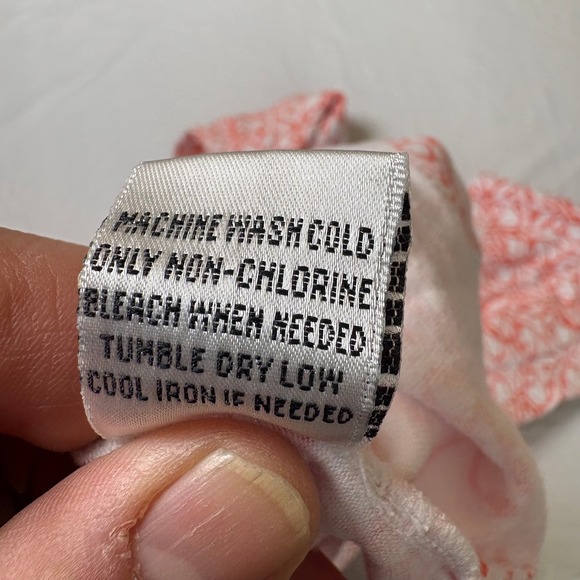 MACHINE WASH COLD
ONLY NON-CHLORINE
BLEACH WHEN NEEDED
TUMBLE DRY LOW
COOL IRON IF NEEDED